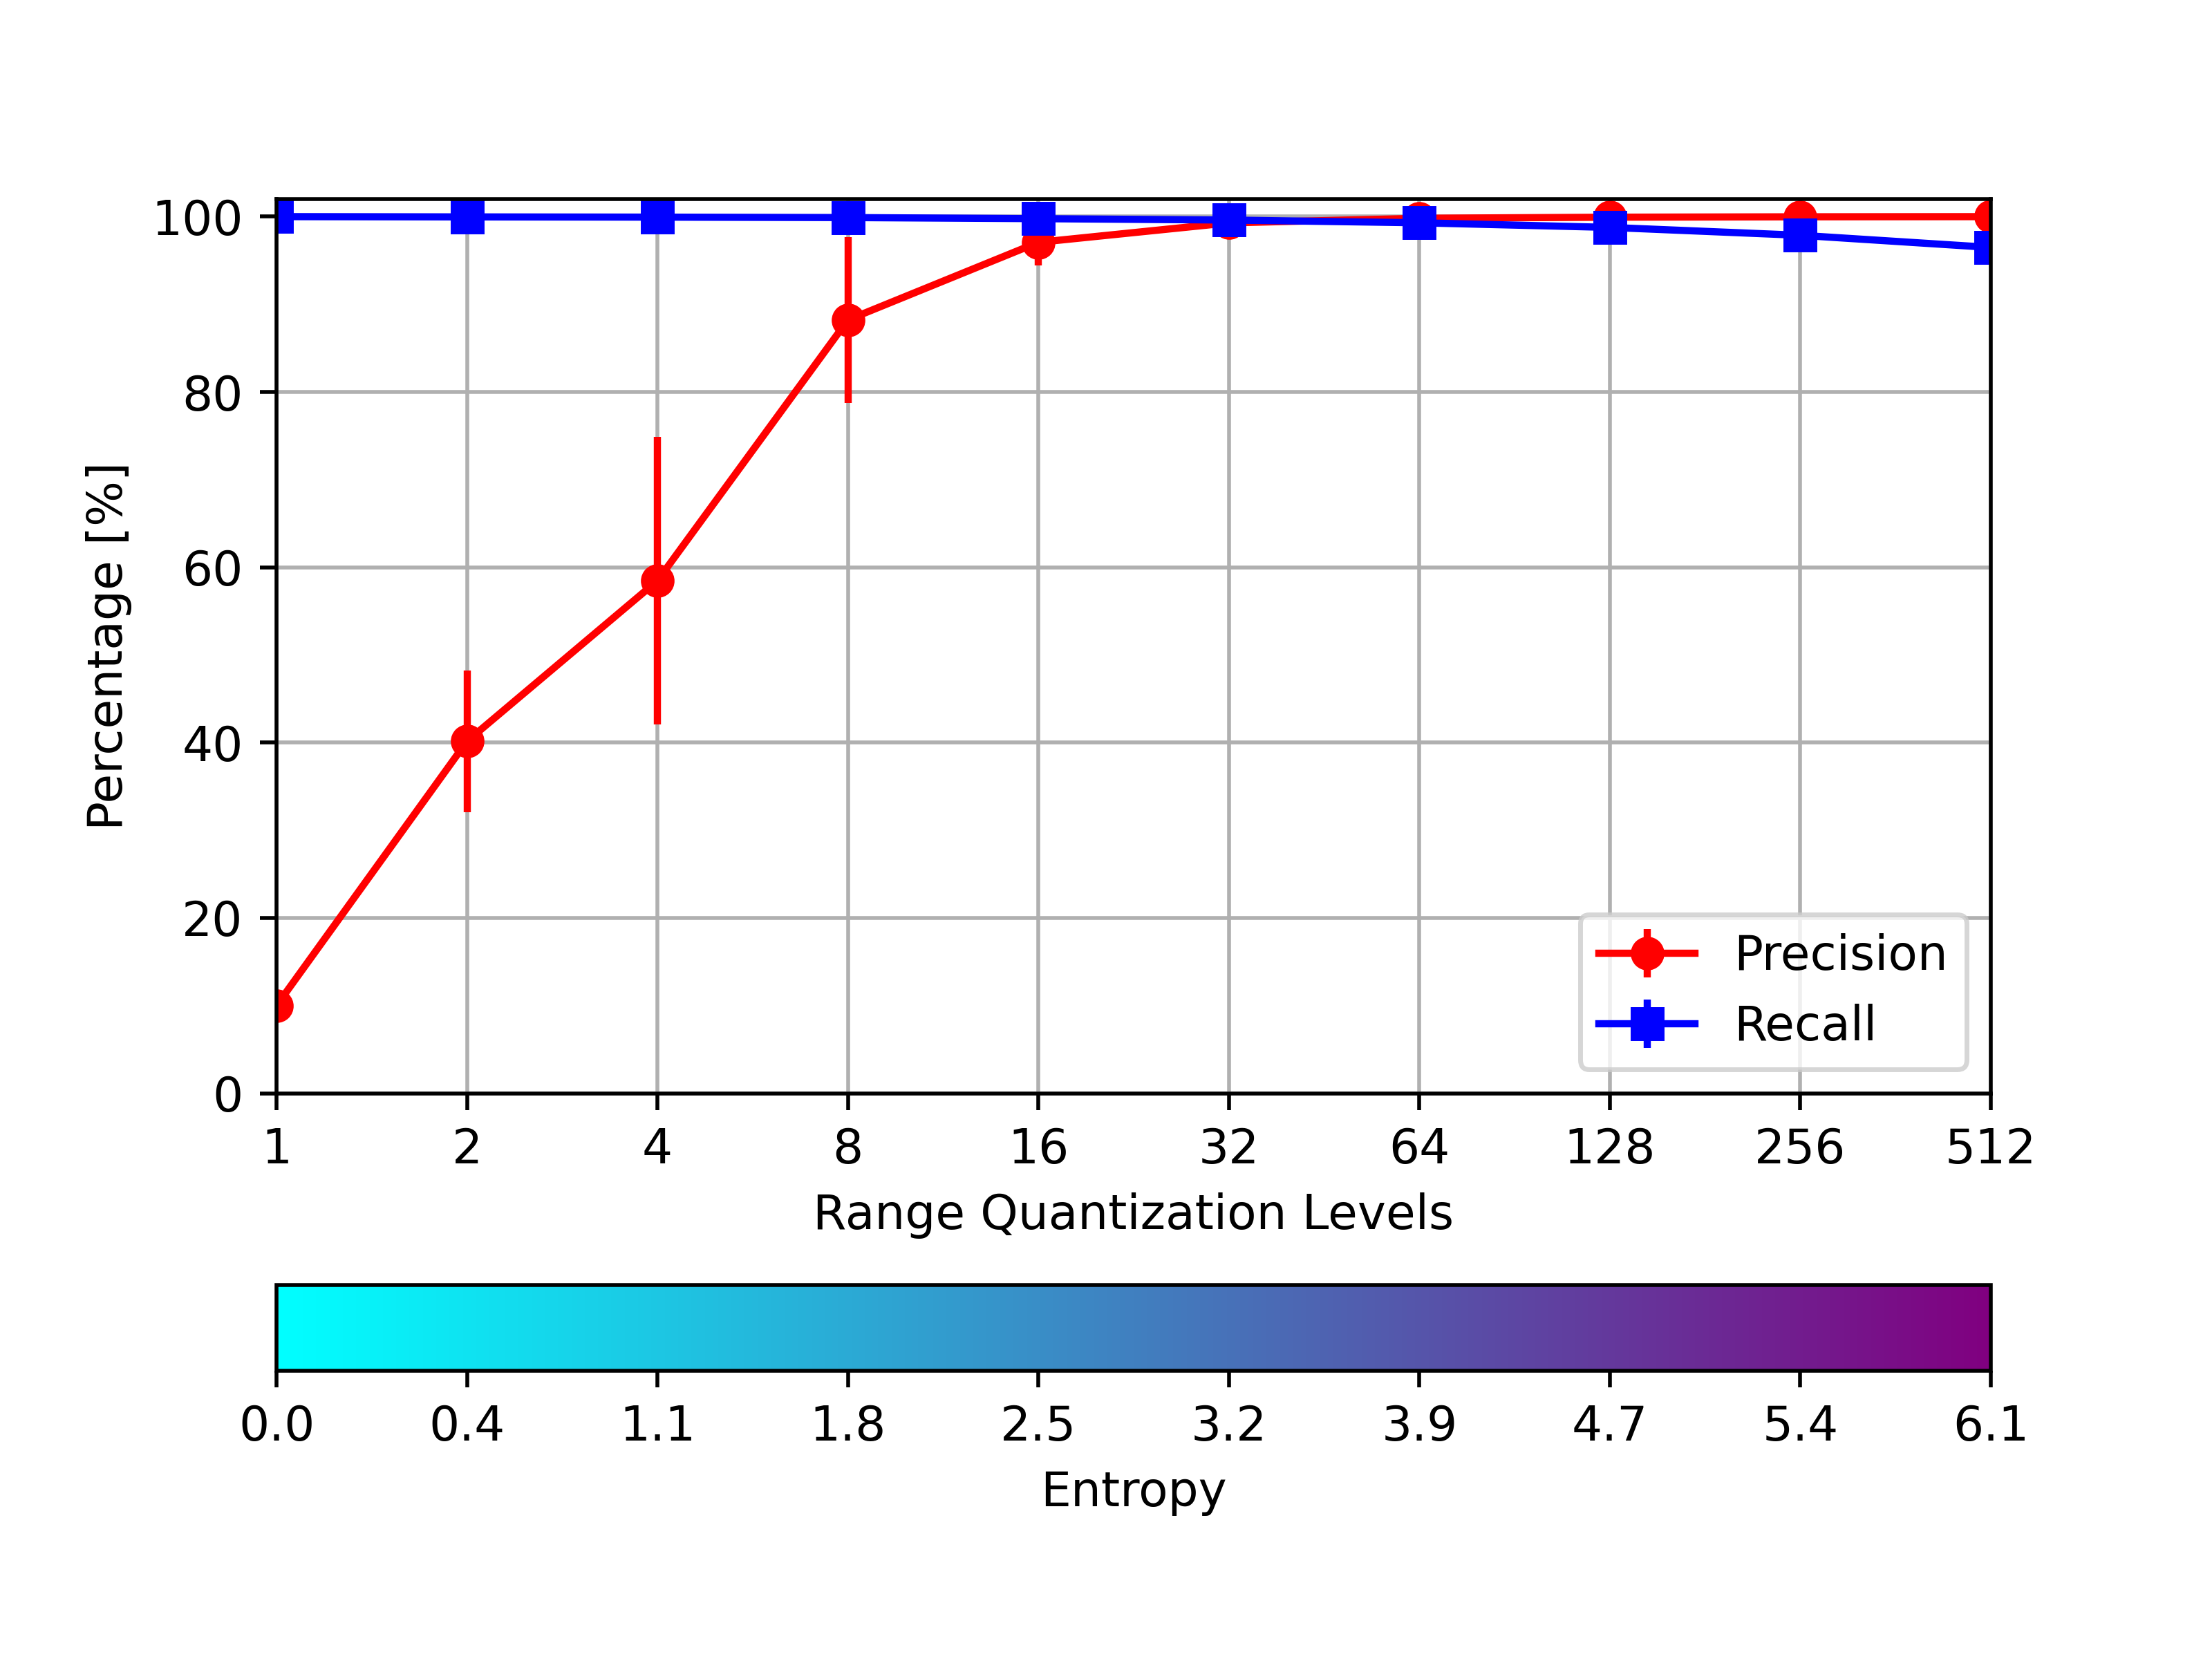 100
80
60
40
20
0
Percentage [%]
Precision
Recall
1 2 4 8 16 32 64 128 256 512
Range Quantization Levels
0.0 0.4 1.1 1.8 2.5 3.2 3.9 4.7 5.4 6.1
Entropy